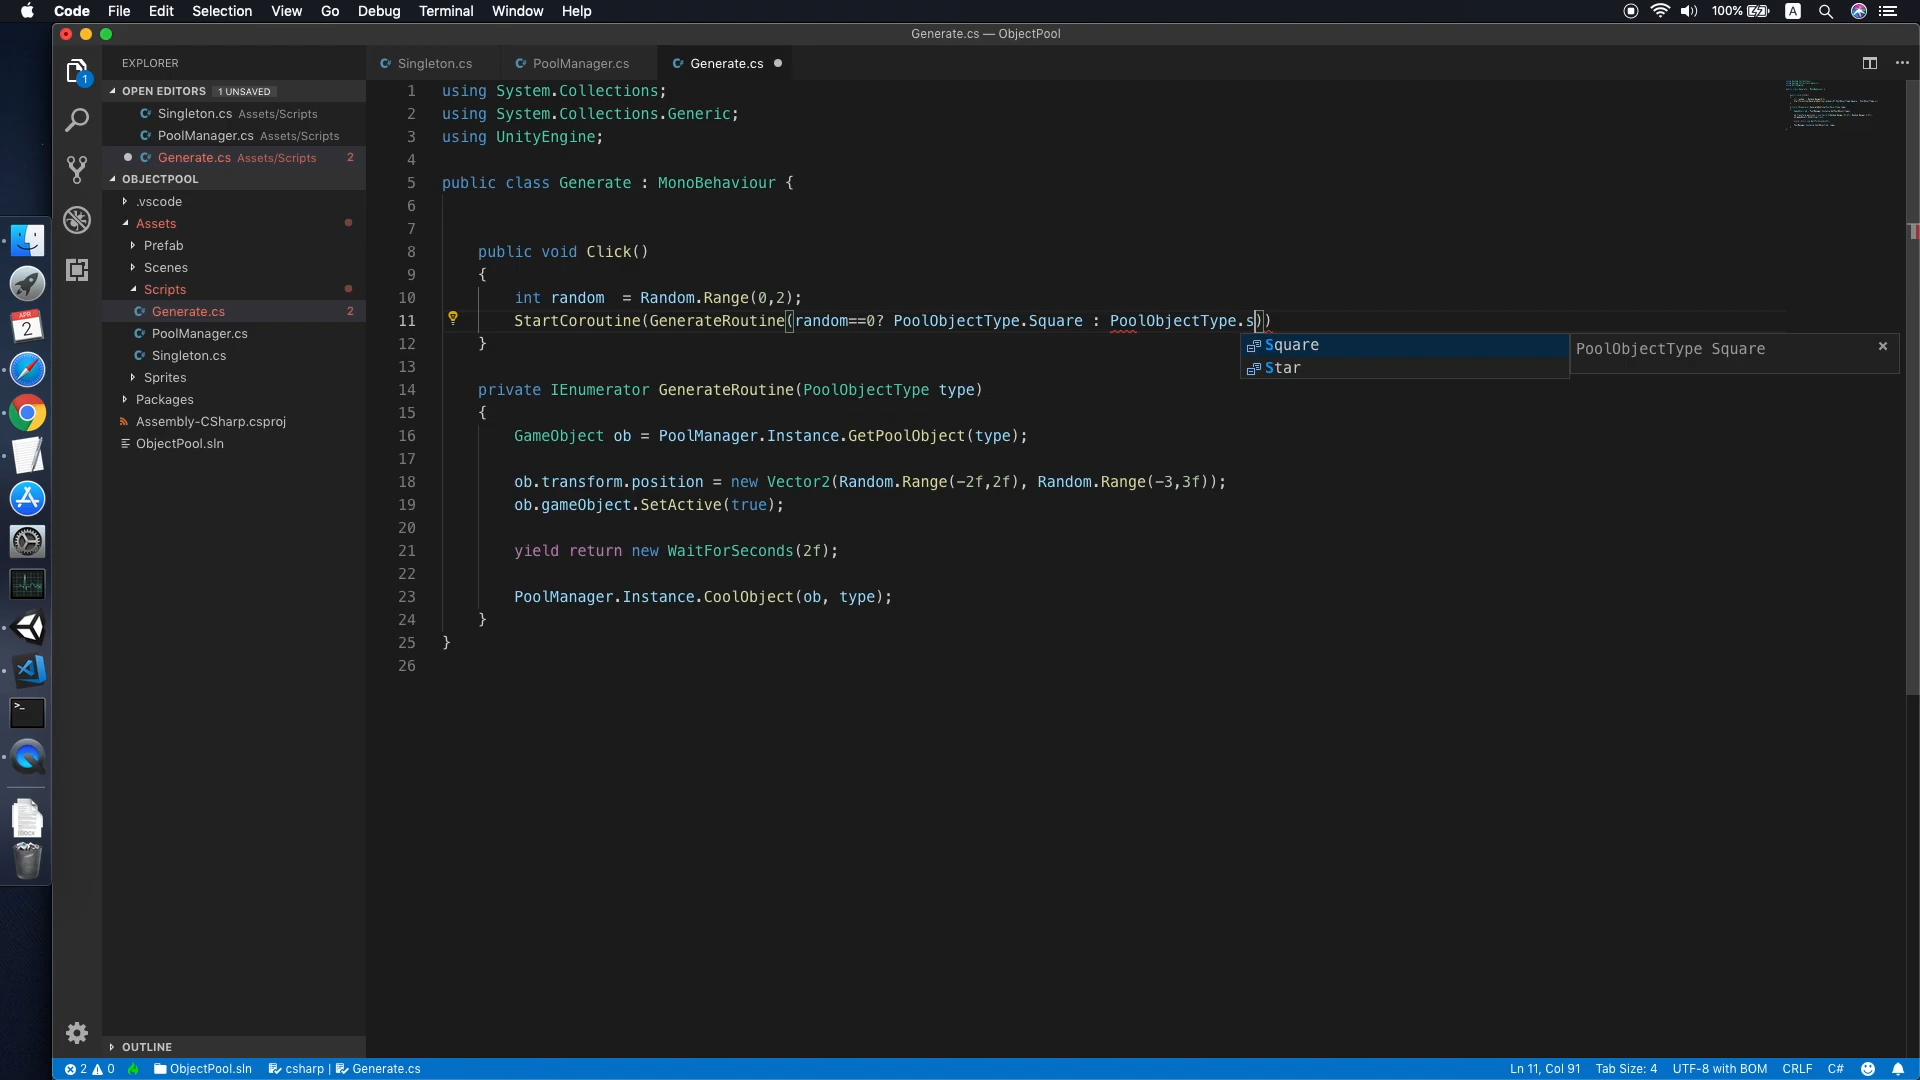 Code File Edit Selection View Go Debug Terminal Window Help 100% A
Generate.cs — ObjectPool
EXPLORER
OPEN EDITORS 1 UNSAVED
Singleton.cs Assets/Scripts
PoolManager.cs Assets/Scripts
Generate.cs Assets/Scripts 2
OBJECTPOOL
.vscode
Assets
Prefab
Scenes
Scripts
Generate.cs 2
PoolManager.cs
Singleton.cs
Sprites
Packages
Assembly-CSharp.csproj
ObjectPool.sln
OUTLINE
1
APR
2
DOCX
Singleton.cs PoolManager.cs Generate.cs
1 using System.Collections;
2 using System.Collections.Generic;
3 using UnityEngine;
4
5 public class Generate : MonoBehaviour {
6
7
8 public void Click()
9 {
10 int random  = Random.Range(0,2);
11 StartCoroutine(GenerateRoutine(random==0? PoolObjectType.Square : PoolObjectType.s))
12 }
13
14 private IEnumerator GenerateRoutine(PoolObjectType type)
15 {
16 GameObject ob = PoolManager.Instance.GetPoolObject(type);
17
18 ob.transform.position = new Vector2(Random.Range(-2f,2f), Random.Range(-3,3f));
19 ob.gameObject.SetActive(true);
20
21 yield return new WaitForSeconds(2f);
22
23 PoolManager.Instance.CoolObject(ob, type);
24 }
25 }
26
Square
Star
PoolObjectType Square
2 0 ObjectPool.sln csharp | Generate.cs Ln 11, Col 91 Tab Size: 4 UTF-8 with BOM CRLF C#